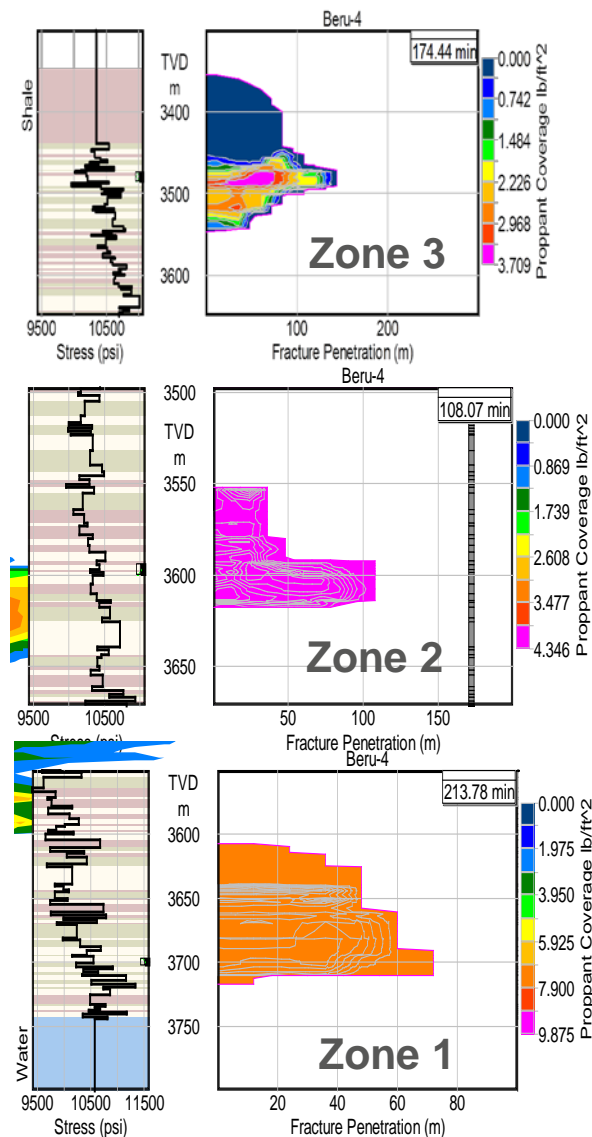 Beru-4
174.44 min
Shale
TVD
m
3400
3500
3600
0.000
0.742
1.484
2.226
2.968
3.709
Proppant Coverage lb/ft^2
Zone 3
9500
10500
Stress (psi)
100
200
Fracture Penetration (m)
Beru-4
108.07 min
3500
TVD
m
3550
3600
3650
0.000
0.869
1.739
2.608
3.477
4.346
Proppant Coverage lb/ft^2
Zone 2
9500
10500
Stress (psi)
50
100
150
Fracture Penetration (m)
Beru-4
213.78 min
TVD
m
3600
3650
3700
3750
0.000
1.975
3.950
5.925
7.900
9.875
Proppant Coverage lb/ft^2
Water
Zone 1
9500
10500
11500
Stress (psi)
20
40
60
80
Fracture Penetration (m)